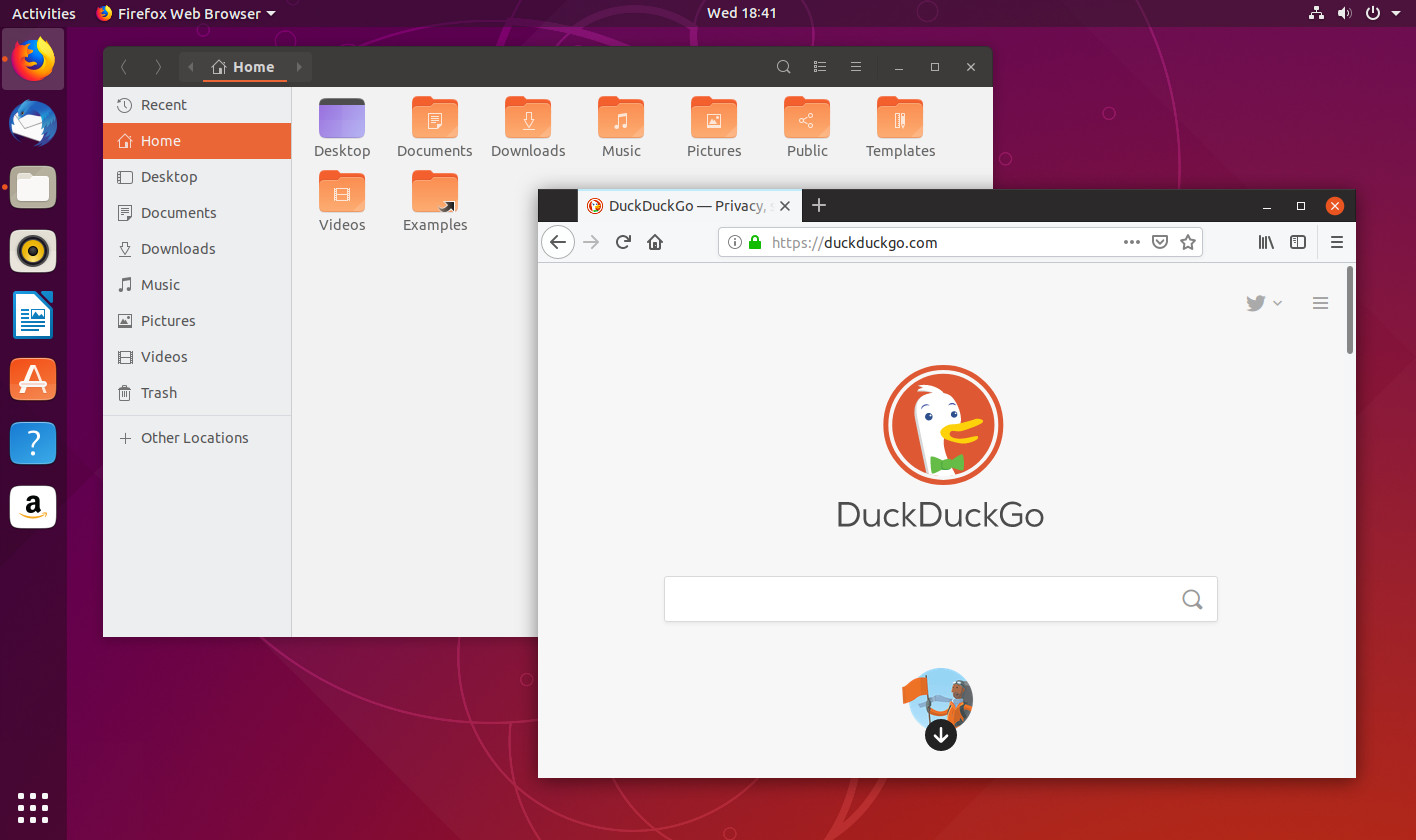 Activities Firefox Web Browser Wed 18:41
Home
Recent
Home
Desktop
Documents
Downloads
Music
Pictures
Videos
Trash
Other Locations
Desktop Documents Downloads Music Pictures Public Templates
Videos Examples
DuckDuckGo — Privacy, s
https://duckduckgo.com
DuckDuckGo
?
a